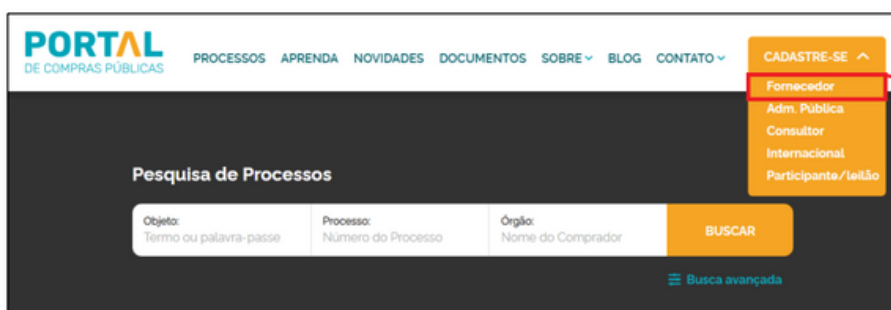 PORTAL
DE COMPRAS PÚBLICAS
PROCESSOS APRENDA NOVIDADES DOCUMENTOS SOBRE BLOG CONTATO
CADASTRE-SE
Fornecedor
Adm. Pública
Consultor
Internacional
Participante/leilão
Pesquisa de Processos
Objeto:
Termo ou palavra-passe
Processo:
Número do Processo
Órgão:
Nome do Comprador
BUSCAR
Busca avançada